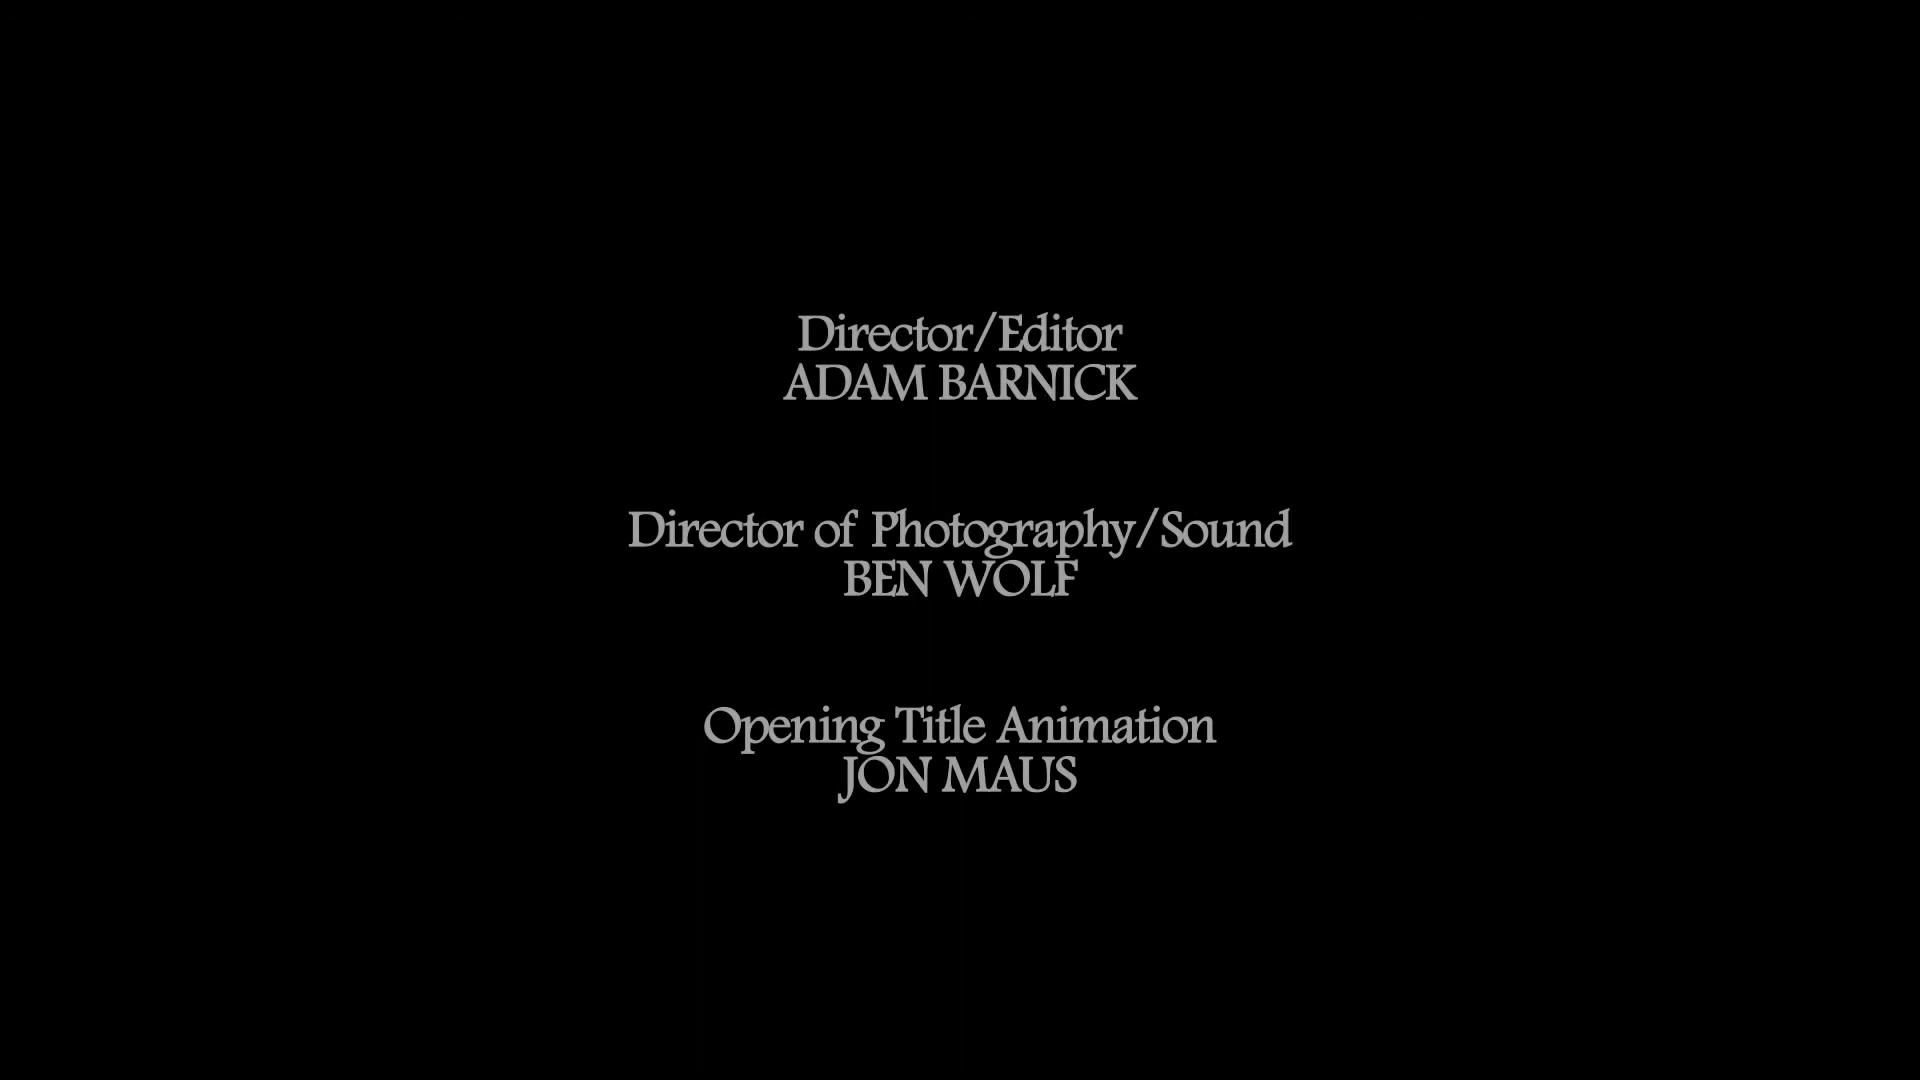 Director/Editor
ADAM BARNICK
Director of Photography/Sound
BEN WOLF
Opening Title Animation
JON MAUS